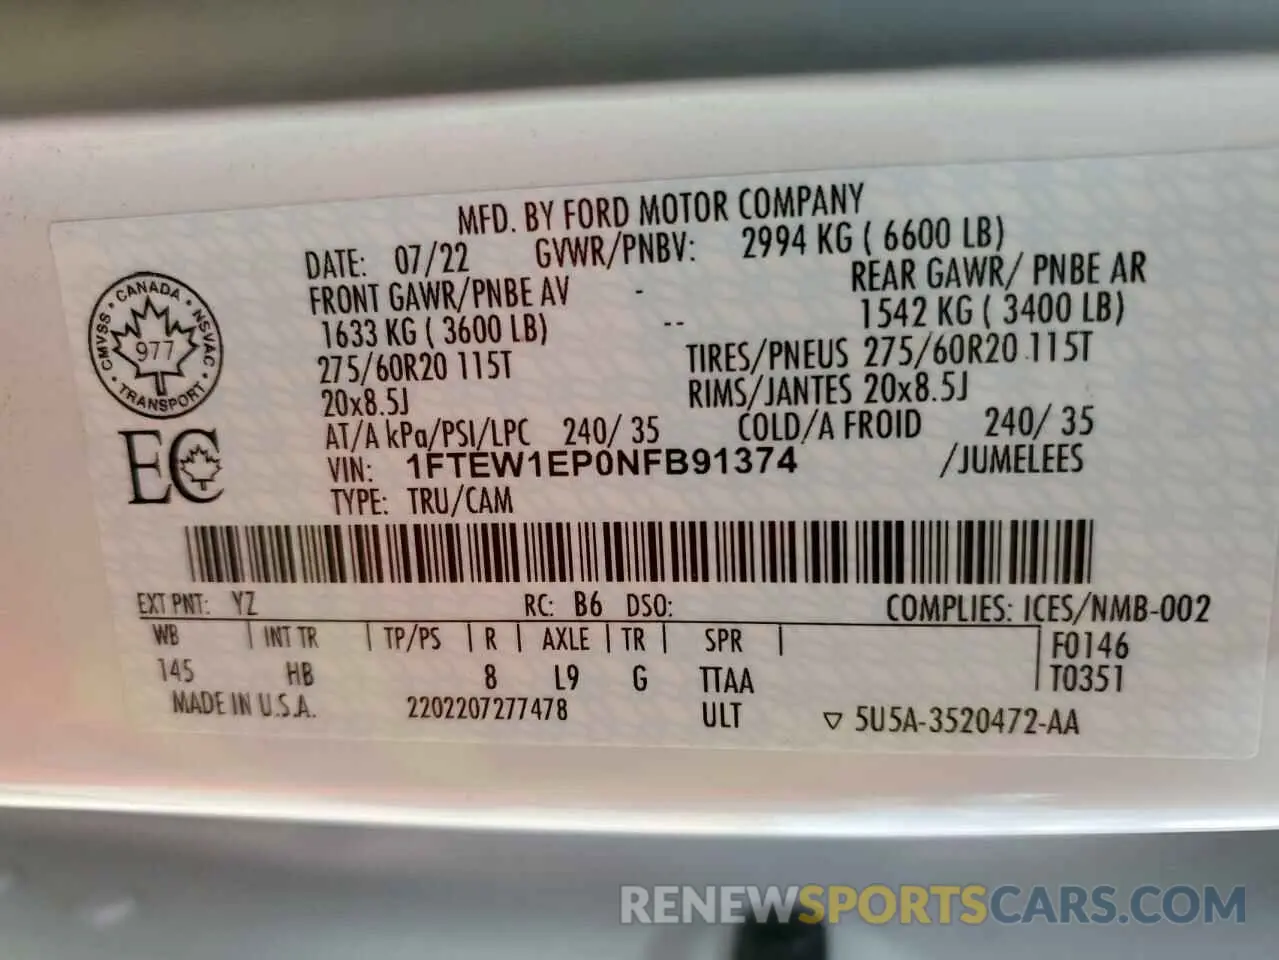 MFD. BY FORD MOTOR COMPANY
DATE: 07/22 GVWR/PNBV: 2994 KG ( 6600 LB)
FRONT GAWR/PNBE AV - REAR GAWR/ PNBE AR
1633 KG ( 3600 LB) -- 1542 KG ( 3400 LB)
275/60R20 115T TIRES/PNEUS 275/60R20 115T
20x8.5J RIMS/JANTES 20x8.5J
AT/A kPa/PSI/LPC 240/ 35 COLD/A FROID 240/ 35
VIN: 1FTEW1EP0NFB91374 /JUMELEES
TYPE: TRU/CAM
CANADA
CMVSS NSVAC
977
TRANSPORT
EC
EXT PNT: YZ RC: B6 DSO: COMPLIES: ICES/NMB-002
WB | INT TR | TP/PS | R | AXLE | TR | SPR | F0146
145 HB 8 L9 G TTAA T0351
MADE IN U.S.A. 2202207277478 ULT ▽ 5U5A-3520472-AA
RENEWSPORTSCARS.COM